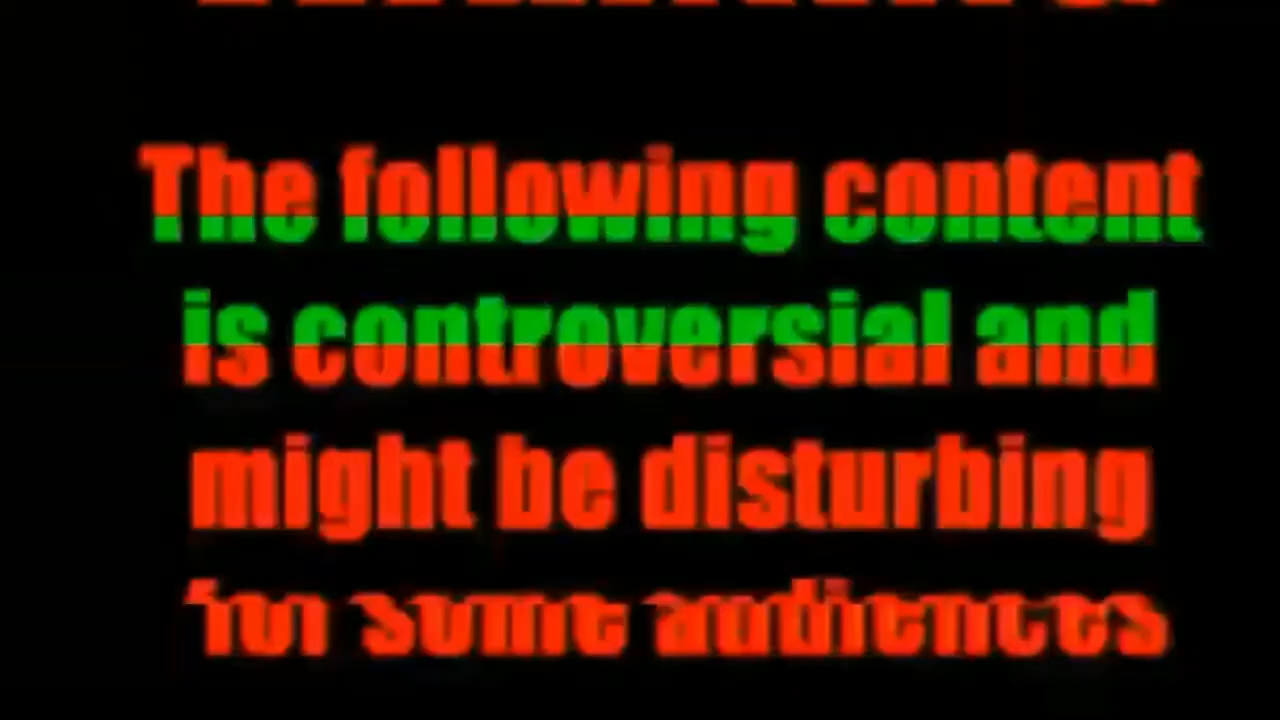 The following content
is controversial and
might be disturbing
for some audiences